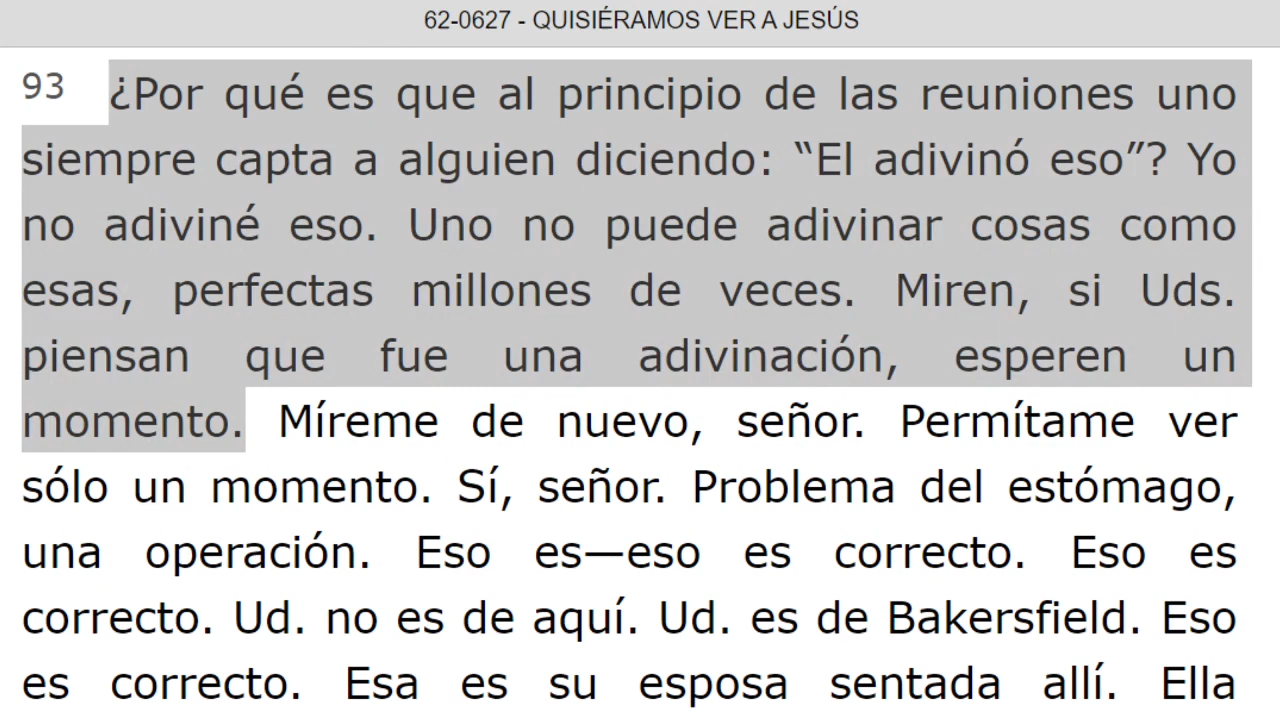 62-0627 - QUISIÉRAMOS VER A JESÚS
93 ¿Por qué es que al principio de las reuniones uno
siempre capta a alguien diciendo: “El adivinó eso”? Yo
no adiviné eso. Uno no puede adivinar cosas como
esas, perfectas millones de veces. Miren, si Uds.
piensan que fue una adivinación, esperen un
momento. Míreme de nuevo, señor. Permítame ver
sólo un momento. Sí, señor. Problema del estómago,
una operación. Eso es—eso es correcto. Eso es
correcto. Ud. no es de aquí. Ud. es de Bakersfield. Eso
es correcto. Esa es su esposa sentada allí. Ella